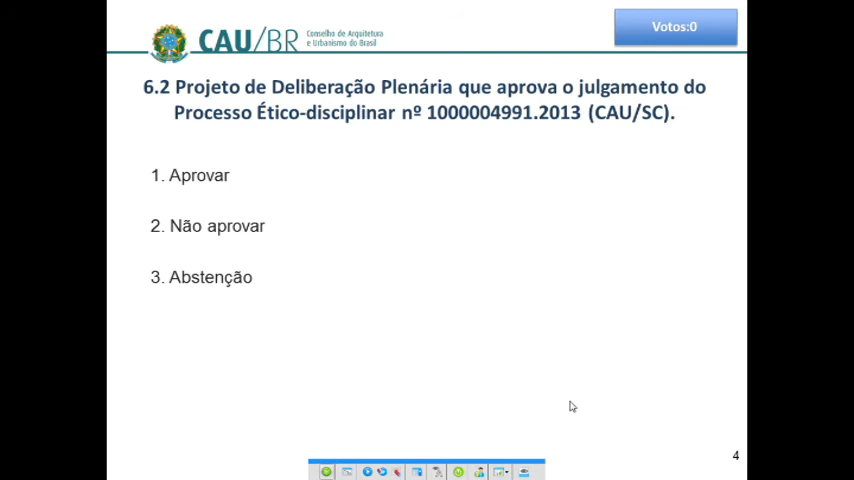 CAU/BR
Conselho de Arquitetura
e Urbanismo do Brasil
Votos:0
6.2 Projeto de Deliberação Plenária que aprova o julgamento do
Processo Ético-disciplinar nº 1000004991.2013 (CAU/SC).
1. Aprovar
2. Não aprovar
3. Abstenção
4